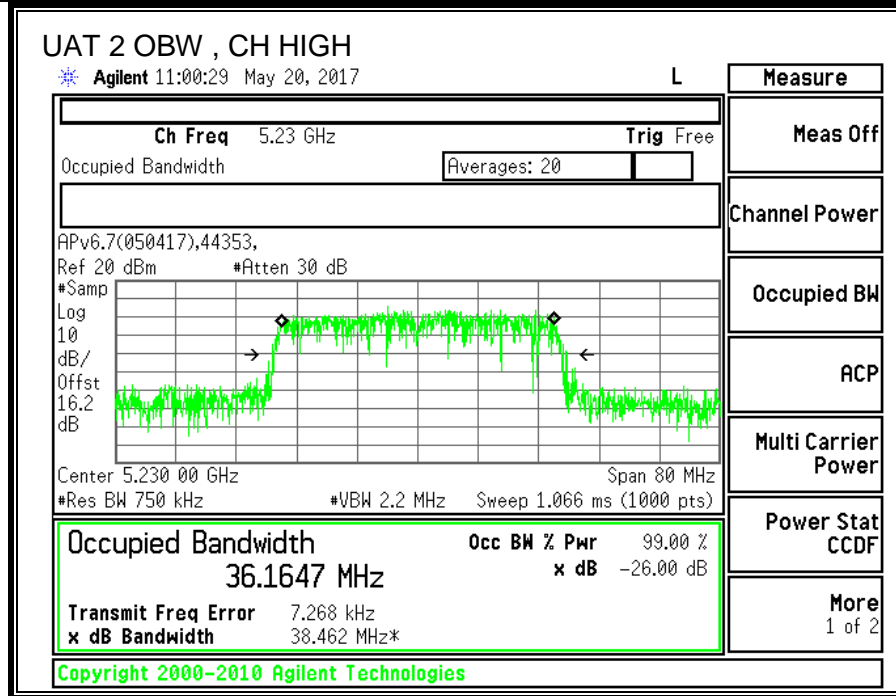 UAT 2 OBW , CH HIGH
Agilent 11:00:29 May 20, 2017 L
Measure
Ch Freq 5.23 GHz Trig Free
Meas Off
Occupied Bandwidth Averages: 20
Channel Power
APv6.7(050417),44353,
Ref 20 dBm #Atten 30 dB
#Samp
Log
10
dB/
Offst
16.2
dB
Occupied BW
ACP
Multi Carrier
Power
Center 5.230 00 GHz Span 80 MHz
#Res BW 750 kHz #VBW 2.2 MHz Sweep 1.066 ms (1000 pts)
Power Stat
CCDF
Occupied Bandwidth Occ BW % Pwr 99.00 %
36.1647 MHz x dB -26.00 dB
Transmit Freq Error 7.268 kHz
x dB Bandwidth 38.462 MHz*
More
1 of 2
Copyright 2000-2010 Agilent Technologies